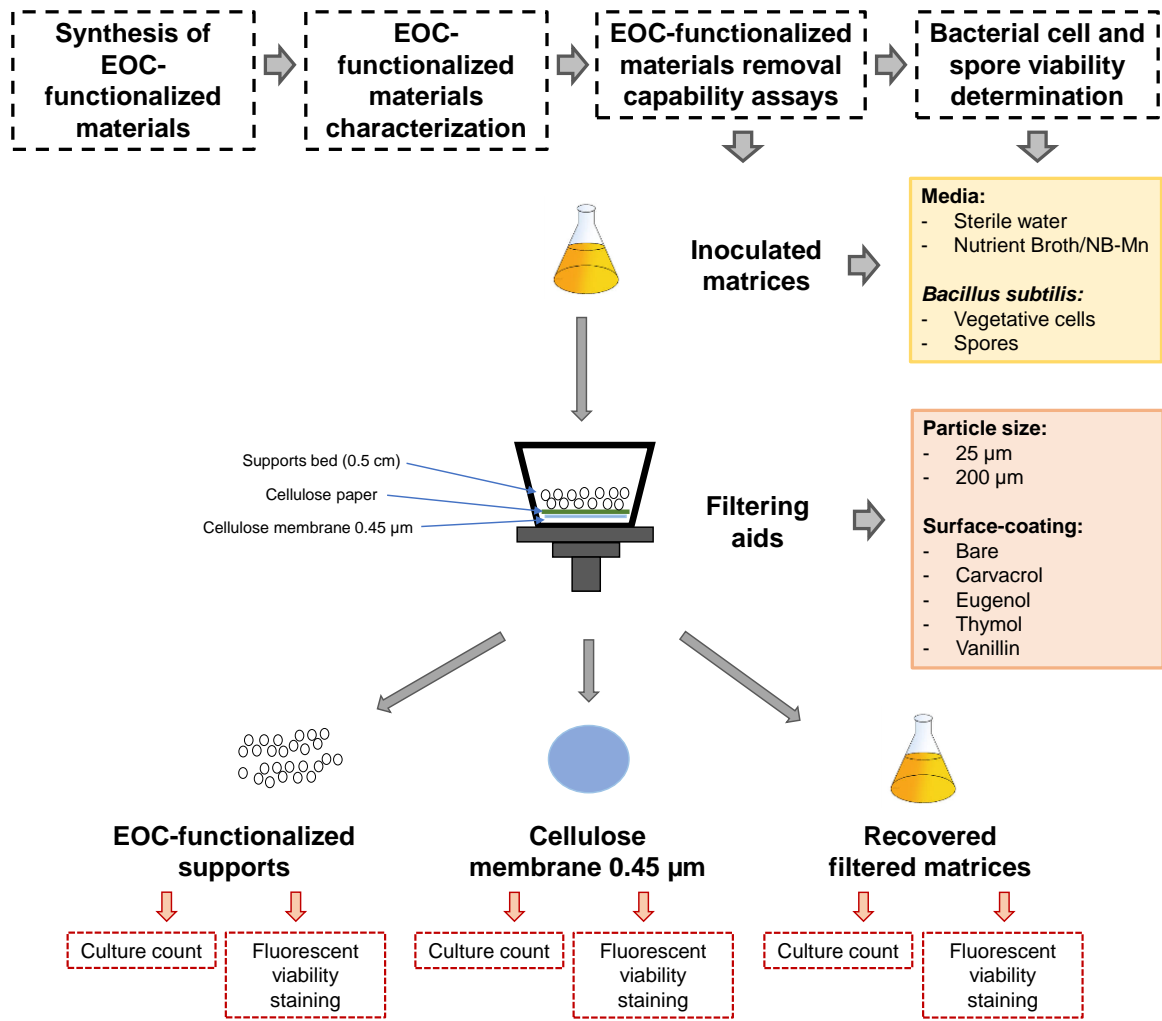 Synthesis of
EOC-
functionalized
materials
EOC-
functionalized
materials
characterization
EOC-functionalized
materials removal
capability assays
Bacterial cell and
spore viability
determination
Inoculated
matrices
Media:
- Sterile water
- Nutrient Broth/NB-Mn
Bacillus subtilis:
- Vegetative cells
- Spores
Supports bed (0.5 cm)
Cellulose paper
Cellulose membrane 0.45 µm
Filtering
aids
Particle size:
- 25 µm
- 200 µm
Surface-coating:
- Bare
- Carvacrol
- Eugenol
- Thymol
- Vanillin
EOC-functionalized
supports
Cellulose
membrane 0.45 µm
Recovered
filtered matrices
Culture count
Fluorescent
viability
staining
Culture count
Fluorescent
viability
staining
Culture count
Fluorescent
viability
staining